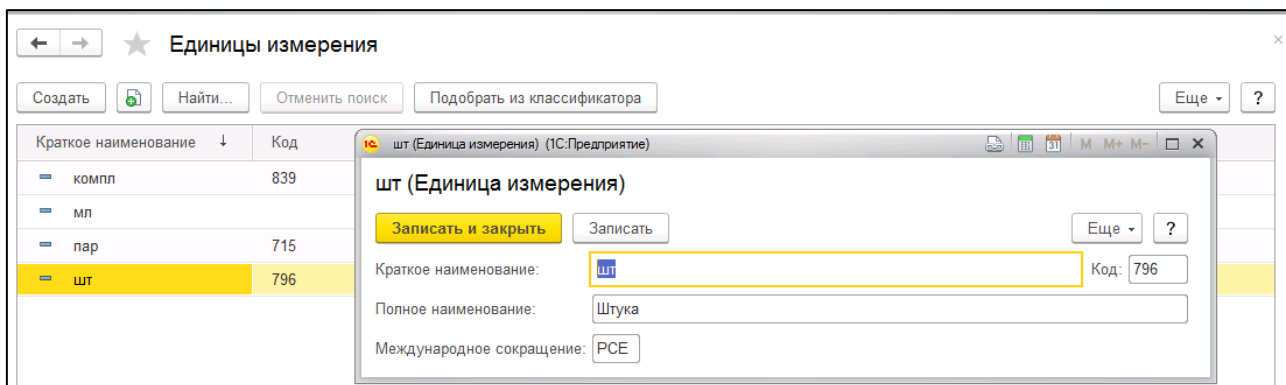 Единицы измерения
Создать Найти... Отменить поиск Подобрать из классификатора Еще ?
Краткое наименование ↓ Код
компл 839
мл
пар 715
шт 796
1С шт (Единица измерения) (1С:Предприятие) 31 M M+ M-
шт (Единица измерения)
Записать и закрыть Записать Еще ?
Краткое наименование: шт Код: 796
Полное наименование: Штука
Международное сокращение: PCE